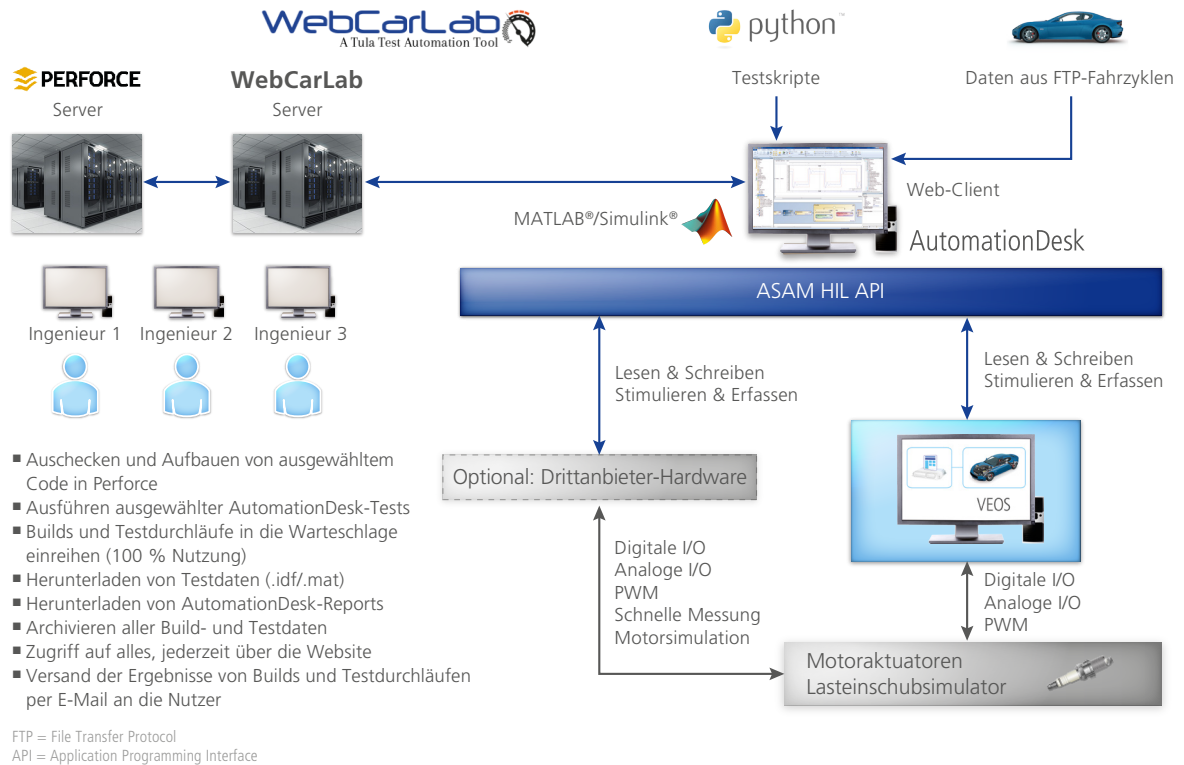 WebCarLab
A Tula Test Automation Tool
python™
PERFORCE
Server
WebCarLab
Server
Testskripte
Daten aus FTP-Fahrzyklen
MATLAB®/Simulink®
Web-Client
AutomationDesk
ASAM HIL API
Ingenieur 1
Ingenieur 2
Ingenieur 3
Lesen & Schreiben
Stimulieren & Erfassen
Lesen & Schreiben
Stimulieren & Erfassen
Optional: Drittanbieter-Hardware
VEOS
Digitale I/O
Analoge I/O
PWM
Schnelle Messung
Motorsimulation
Digitale I/O
Analoge I/O
PWM
Motoraktuatoren
Lasteinschubsimulator
▪ Auschecken und Aufbauen von ausgewähltem
Code in Perforce
▪ Ausführen ausgewählter AutomationDesk-Tests
▪ Builds und Testdurchläufe in die Warteschlage
einreihen (100 % Nutzung)
▪ Herunterladen von Testdaten (.idf/.mat)
▪ Herunterladen von AutomationDesk-Reports
▪ Archivieren aller Build- und Testdaten
▪ Zugriff auf alles, jederzeit über die Website
▪ Versand der Ergebnisse von Builds und Testdurchläufen
per E-Mail an die Nutzer
FTP = File Transfer Protocol
API = Application Programming Interface